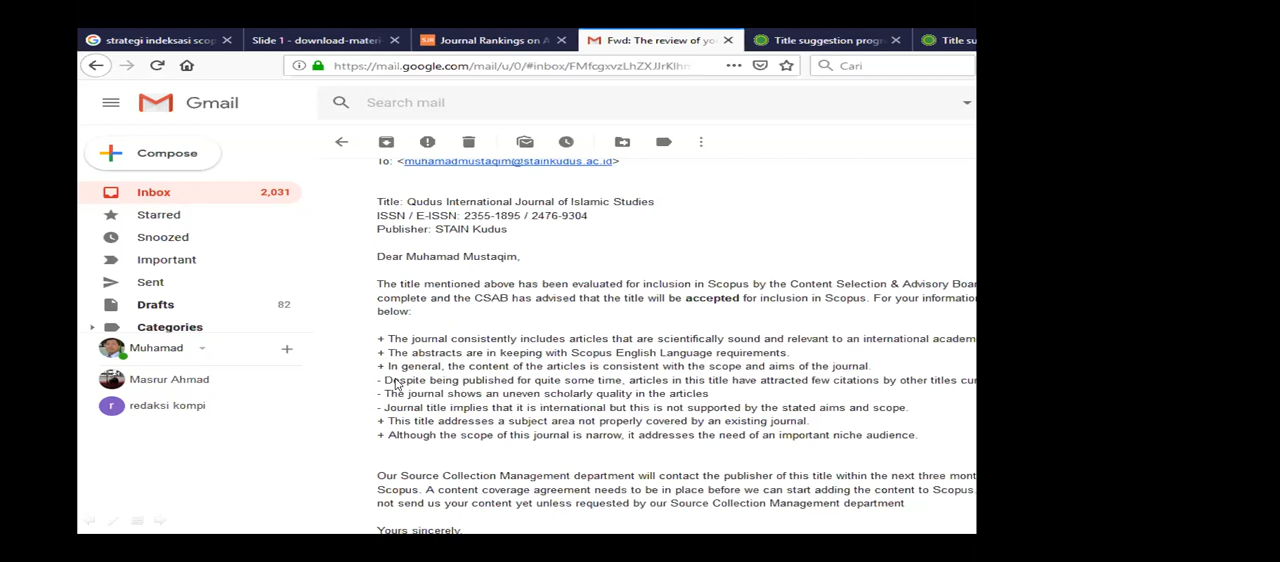 strategi indeksasi scop
Slide 1 - download-materi
SJR Journal Rankings on A
Fwd: The review of yo
Title suggestion progr
Title su
https://mail.google.com/mail/u/0/#inbox/FMfcgxvzLhZXJJrKlhm
Cari
Gmail
Search mail
Compose
To: <muhamadmustaqim@stainkudus.ac.id>
Inbox 2,031
Starred
Snoozed
Important
Sent
Drafts 82
Categories
Muhamad
Masrur Ahmad
r redaksi kompi
Title: Qudus International Journal of Islamic Studies
ISSN / E-ISSN: 2355-1895 / 2476-9304
Publisher: STAIN Kudus
Dear Muhamad Mustaqim,
The title mentioned above has been evaluated for inclusion in Scopus by the Content Selection & Advisory Boar
complete and the CSAB has advised that the title will be accepted for inclusion in Scopus. For your information
below:
+ The journal consistently includes articles that are scientifically sound and relevant to an international academ
+ The abstracts are in keeping with Scopus English Language requirements.
+ In general, the content of the articles is consistent with the scope and aims of the journal.
- Despite being published for quite some time, articles in this title have attracted few citations by other titles cur
- The journal shows an uneven scholarly quality in the articles
- Journal title implies that it is international but this is not supported by the stated aims and scope.
+ This title addresses a subject area not properly covered by an existing journal.
+ Although the scope of this journal is narrow, it addresses the need of an important niche audience.
Our Source Collection Management department will contact the publisher of this title within the next three mont
Scopus. A content coverage agreement needs to be in place before we can start adding the content to Scopus.
not send us your content yet unless requested by our Source Collection Management department
Yours sincerely,